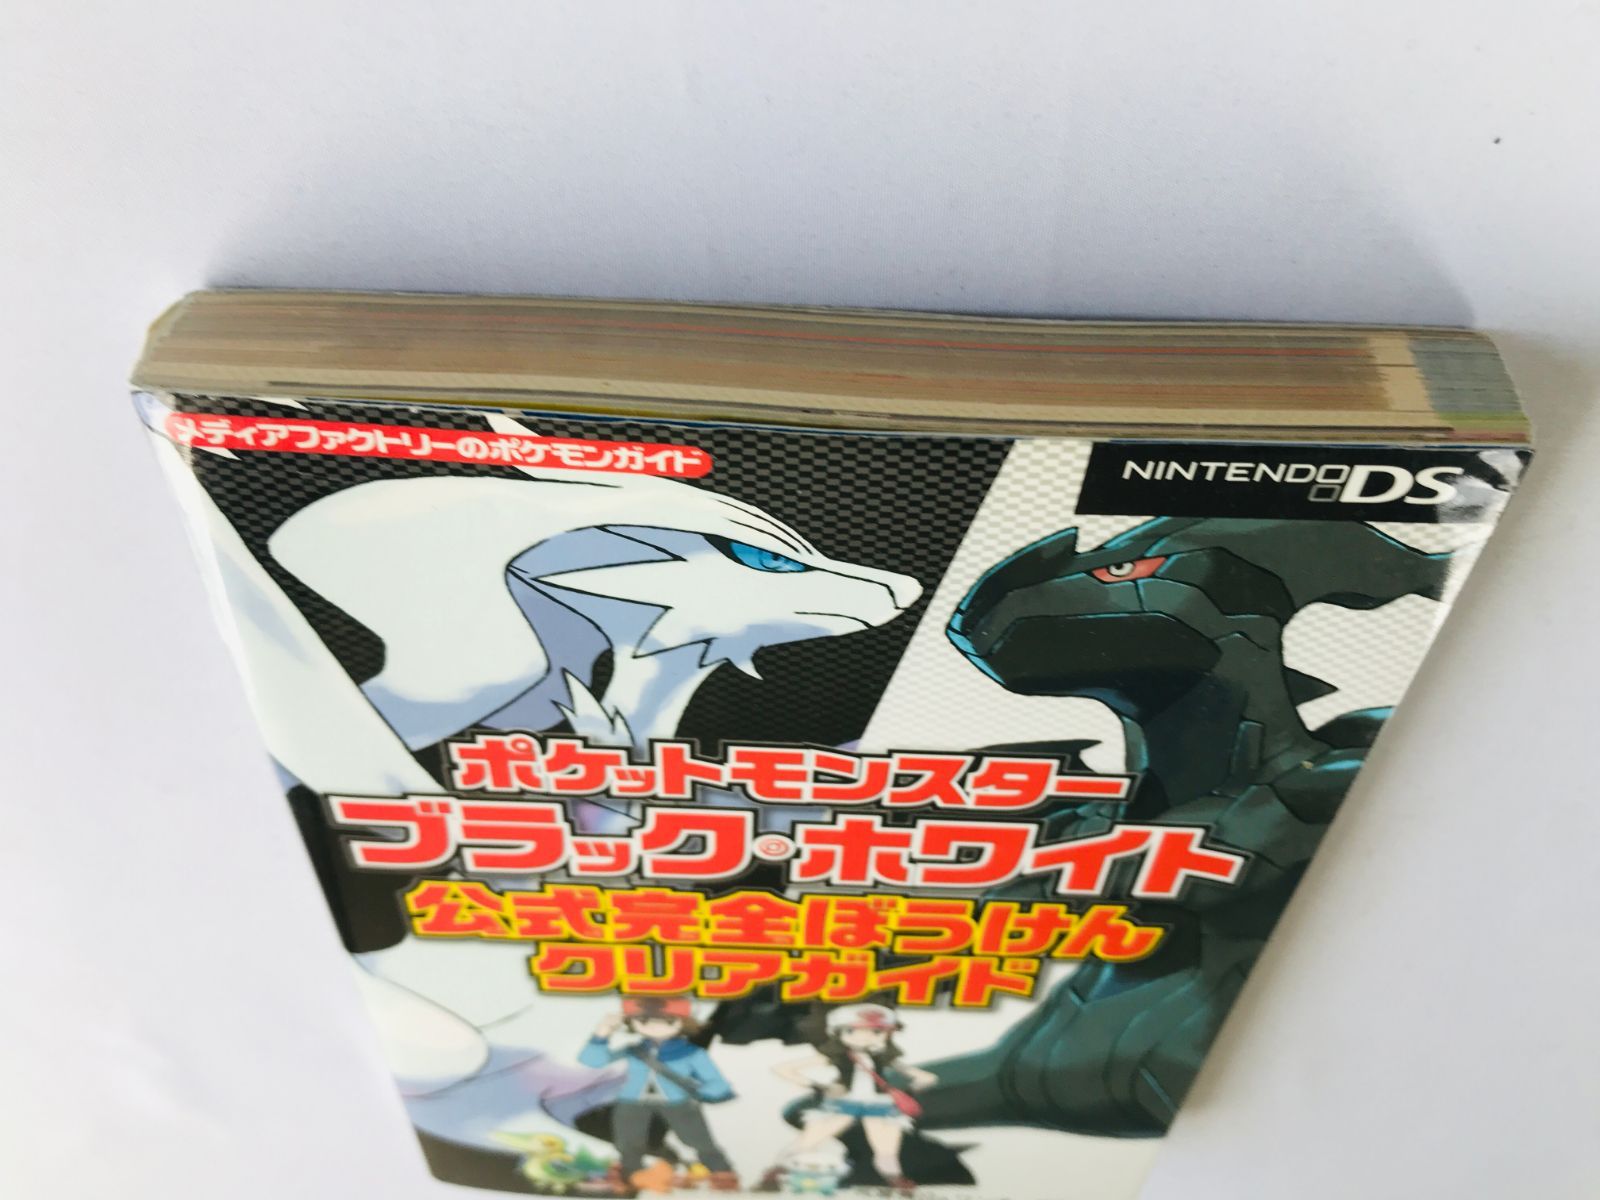 メディアファクトリーのポケモンガイド
NINTENDO DS
ポケットモンスター
ブラック・ホワイト
公式完全ぼうけん
クリアガイド